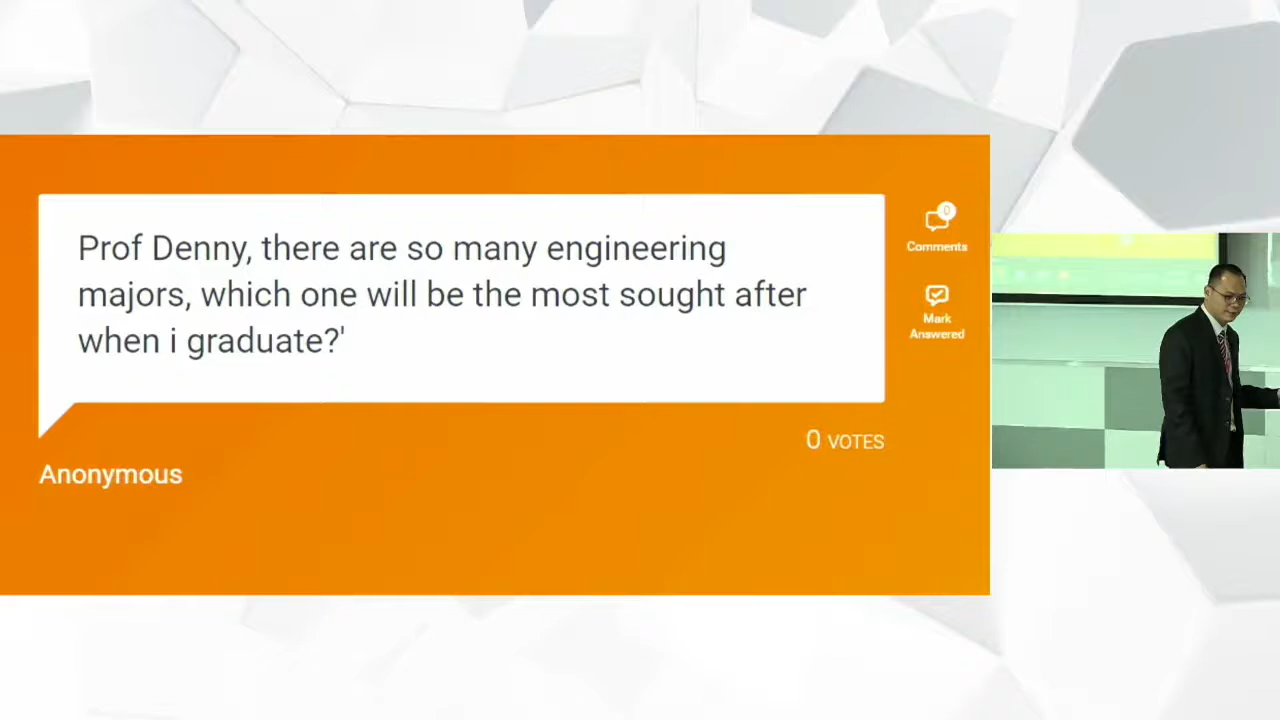 Prof Denny, there are so many engineering
majors, which one will be the most sought after
when i graduate?'
0 VOTES
Anonymous
0
Comments
Mark
Answered